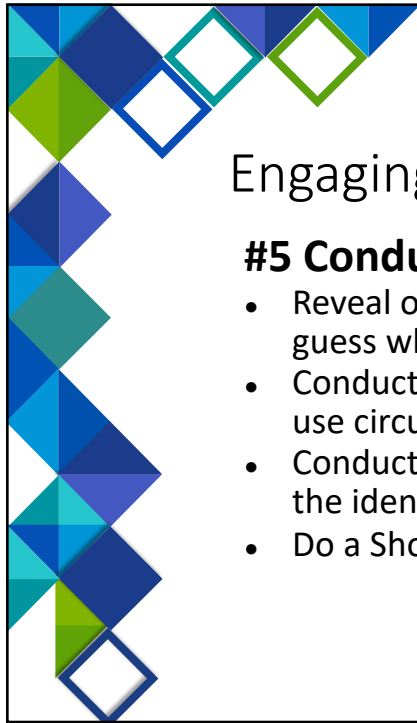 Engaging
#5 Condu
• Reveal o
guess wh
• Conduct
use circu
• Conduct
the iden
• Do a Sho